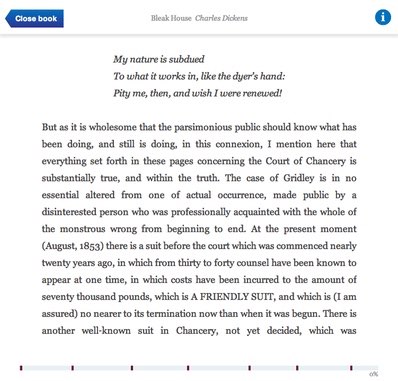 Close book
Bleak House Charles Dickens
i
My nature is subdued
To what it works in, like the dyer's hand:
Pity me, then, and wish I were renewed!
But as it is wholesome that the parsimonious public should know what has
been doing, and still is doing, in this connexion, I mention here that
everything set forth in these pages concerning the Court of Chancery is
substantially true, and within the truth. The case of Gridley is in no
essential altered from one of actual occurrence, made public by a
disinterested person who was professionally acquainted with the whole of
the monstrous wrong from beginning to end. At the present moment
(August, 1853) there is a suit before the court which was commenced nearly
twenty years ago, in which from thirty to forty counsel have been known to
appear at one time, in which costs have been incurred to the amount of
seventy thousand pounds, which is A FRIENDLY SUIT, and which is (I am
assured) no nearer to its termination now than when it was begun. There is
another well-known suit in Chancery, not yet decided, which was
0%